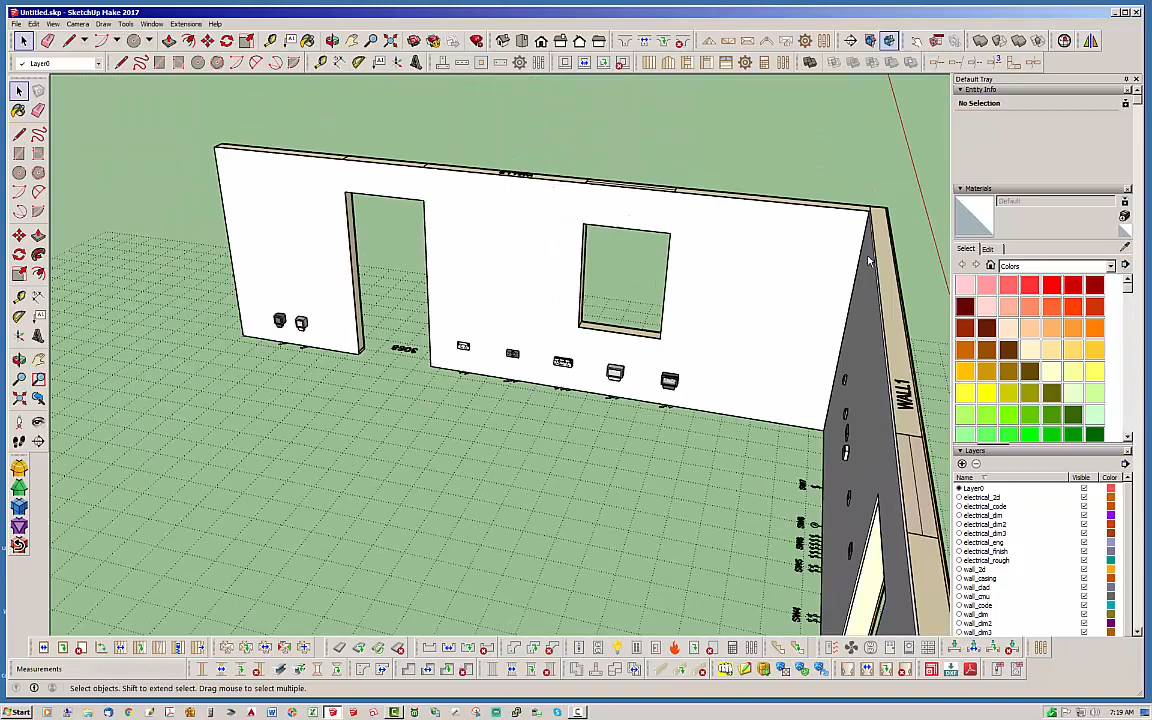 Untitled.skp - SketchUp Make 2017
File Edit View Camera Draw Tools Window Extensions Help
Layer0
Default Tray
Entity Info
No Selection
Materials
Default
Select Edit
Colors
WALL1
3068
Layers
Name Visible Color
Layer0
electrical_2d
electrical_code
electrical_dim
electrical_dim2
electrical_dim3
electrical_eng
electrical_finish
electrical_rough
wall_2d
wall_casing
wall_clad
wall_cmu
wall_code
wall_dim
wall_dim2
wall_dim3
Measurements
Select objects. Shift to extend select. Drag mouse to select multiple.
Start
7:19 AM